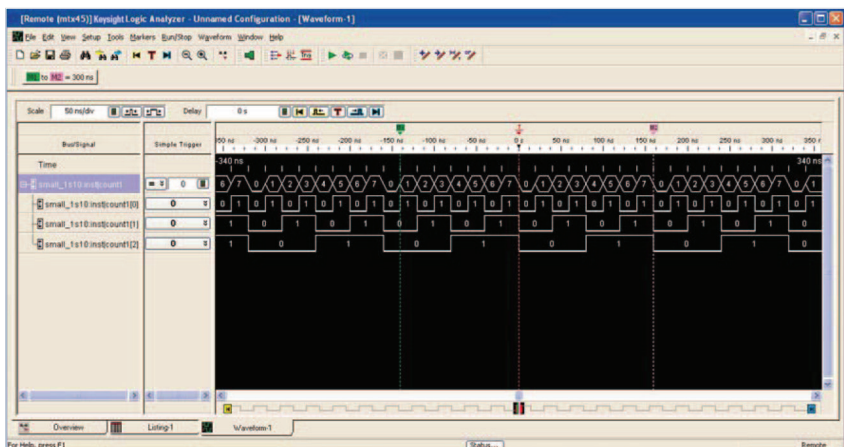 [Remote (mtx45)] Keysight Logic Analyzer - Unnamed Configuration - [Waveform-1]
File Edit View Setup Tools Markers Run/Stop Waveform Window Help
M1 to M2 = 300 ns
Scale 50 ns/div Delay 0 s
Bus/Signal Simple Trigger
-300 ns -250 ns -200 ns -150 ns -100 ns -50 ns 0 s 50 ns 100 ns 150 ns 200 ns 250 ns 300 ns
Time -340 ns 340 ns
small_1s10:inst|count1 = 0 6 7 0 1 2 3 4 5 6 7 0 1 2 3 4 5 6 7 0 1 2 3 4 5 6 7 0 1 2 3 4 5 6 7 0 1
small_1s10:inst|count1[0] 0 0 1 0 1 0 1 0 1 0 1 0 1 0 1 0 1 0 1 0 1 0 1 0 1 0 1 0 1 0 1 0 1 0 1 0 1
small_1s10:inst|count1[1] 0 1 0 1 0 1 0 1 0 1 0 1 0 1 0 1 0 1 0
small_1s10:inst|count1[2] 0 1 0 1 0 1 0 1 0 1 0
Overview Listing-1 Waveform-1
For Help, press F1 Status... Remote